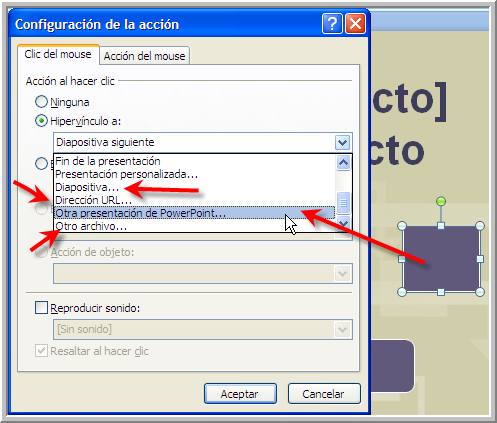 Configuración de la acción
Clic del mouse
Acción del mouse
Acción al hacer clic
Ninguna
Hipervínculo a:
Diapositiva siguiente
Fin de la presentación
Presentación personalizada...
Diapositiva...
Dirección URL...
Otra presentación de PowerPoint...
Otro archivo...
Acción de objeto:
Reproducir sonido:
[Sin sonido]
Resaltar al hacer clic
Aceptar
Cancelar
cto]
cto